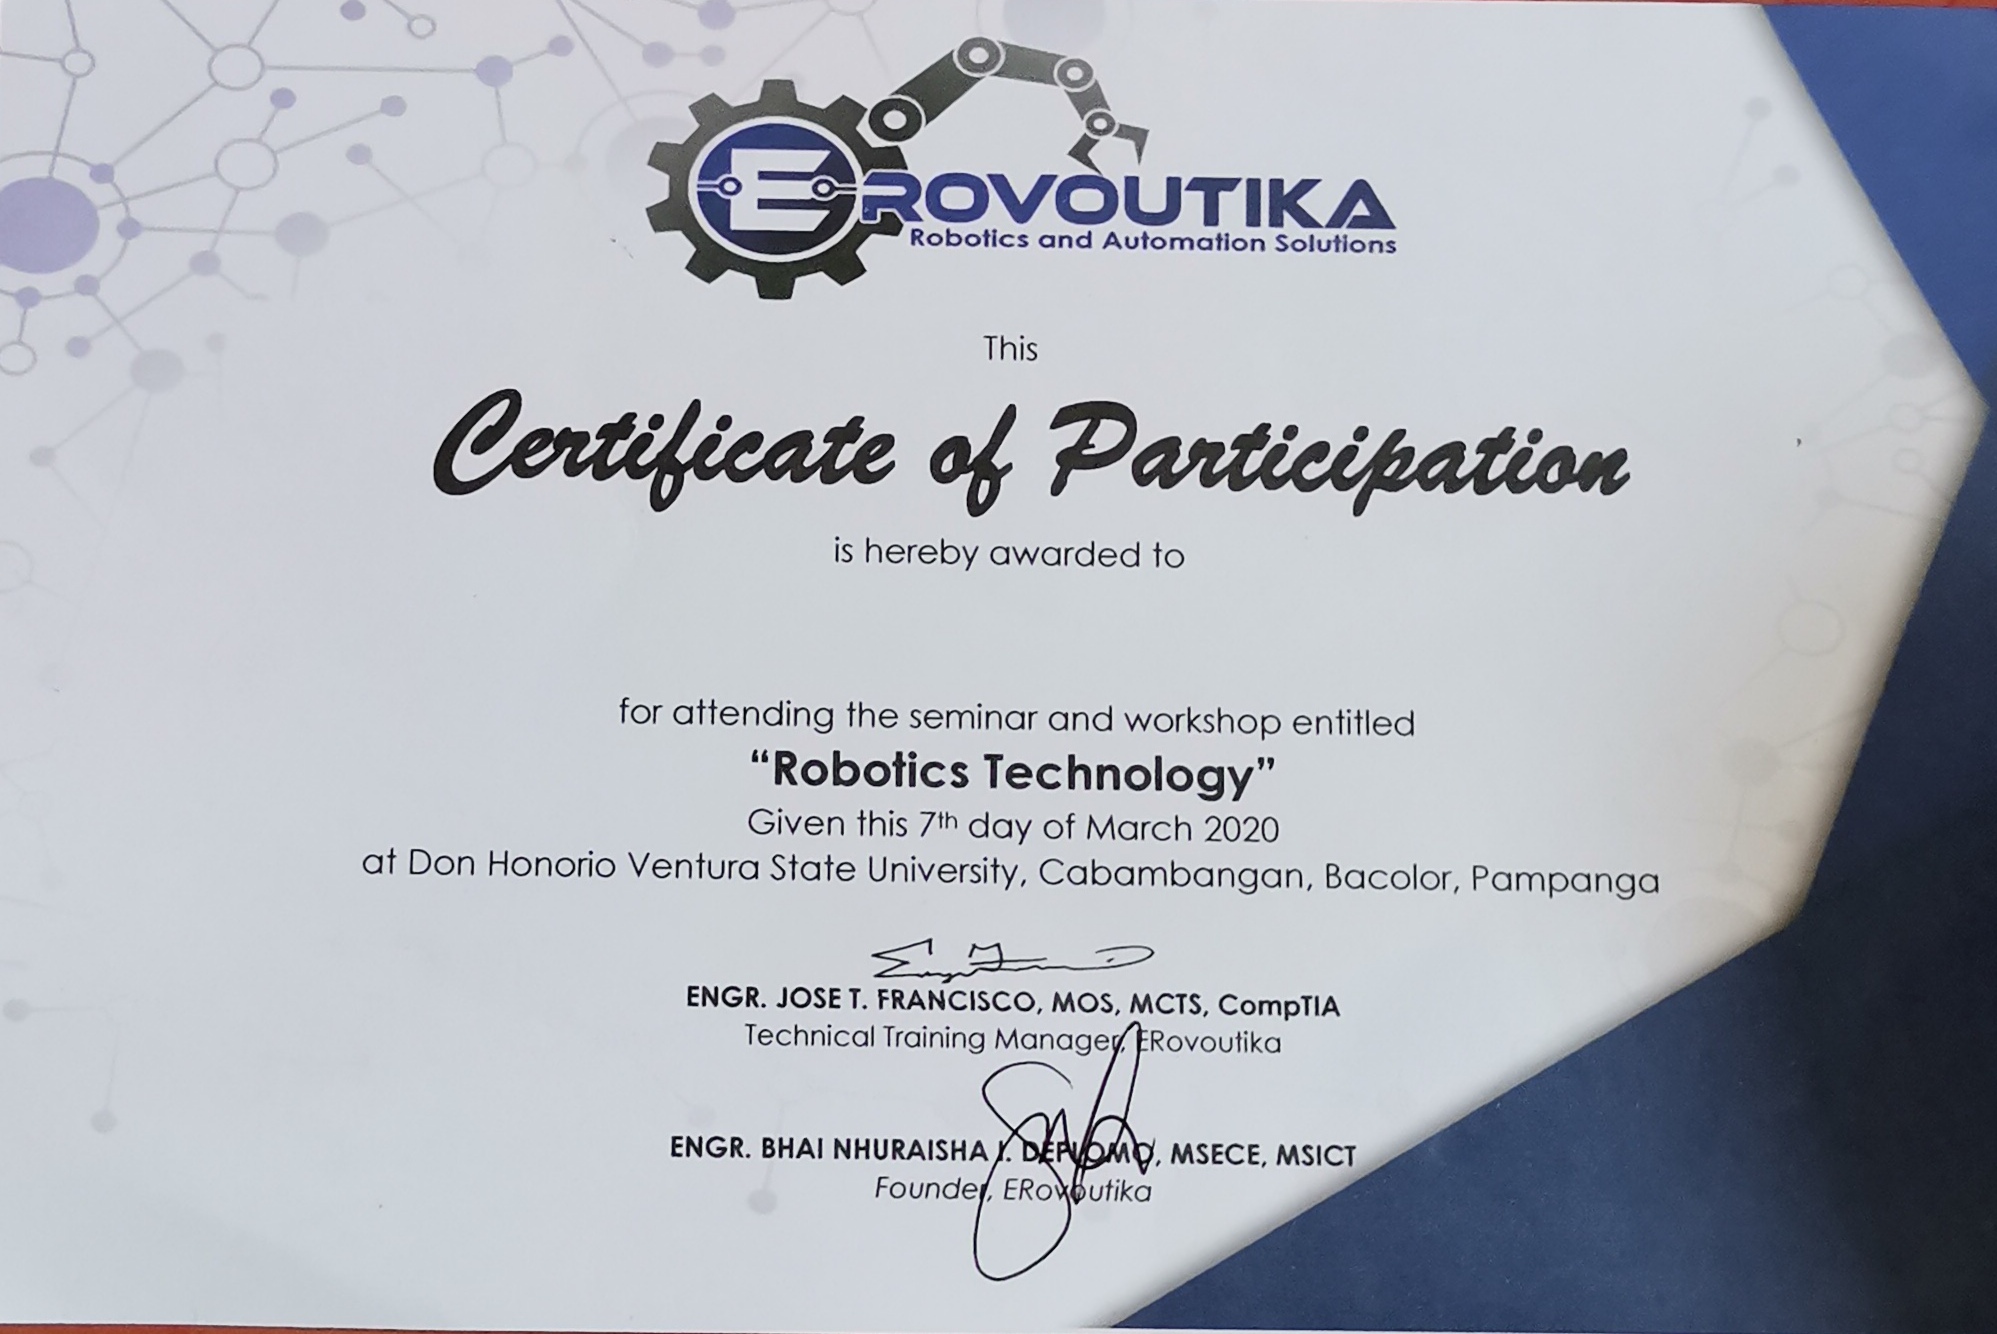 EROVOUTIKA
Robotics and Automation Solutions
This
Certificate of Participation
is hereby awarded to
for attending the seminar and workshop entitled
“Robotics Technology”
Given this 7th day of March 2020
at Don Honorio Ventura State University, Cabambangan, Bacolor, Pampanga
ENGR. JOSE T. FRANCISCO, MOS, MCTS, CompTIA
Technical Training Manager, ERovoutika
ENGR. BHAI NHURAISHA I. DEPLOMO, MSECE, MSICT
Founder, ERovoutika